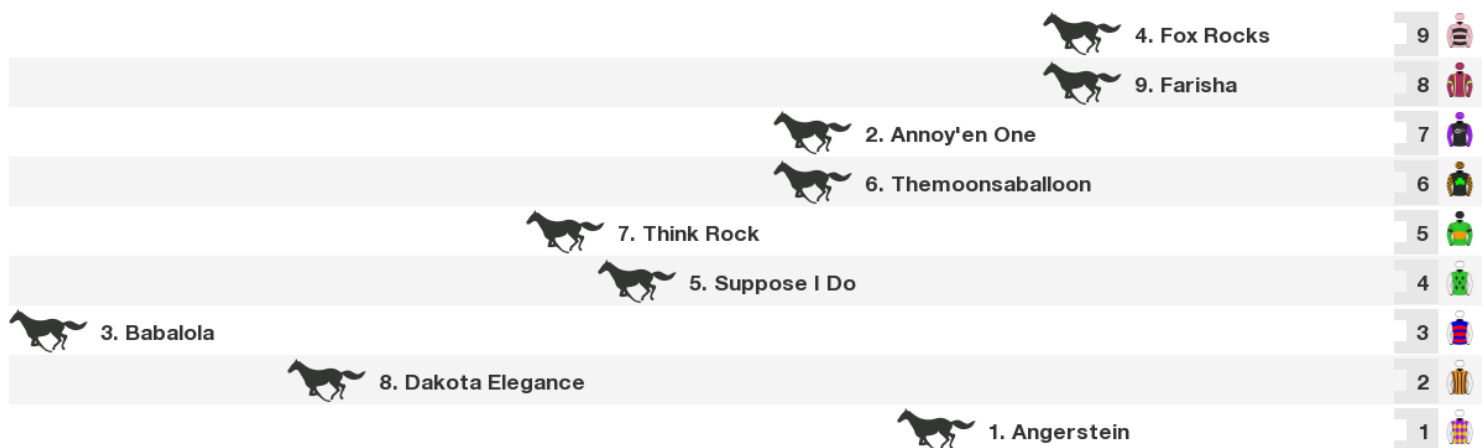 4. Fox Rocks 9
9. Farisha 8
2. Annoy'en One 7
6. Themoonsaballoon 6
7. Think Rock 5
5. Suppose I Do 4
3. Babalola 3
8. Dakota Elegance 2
1. Angerstein 1